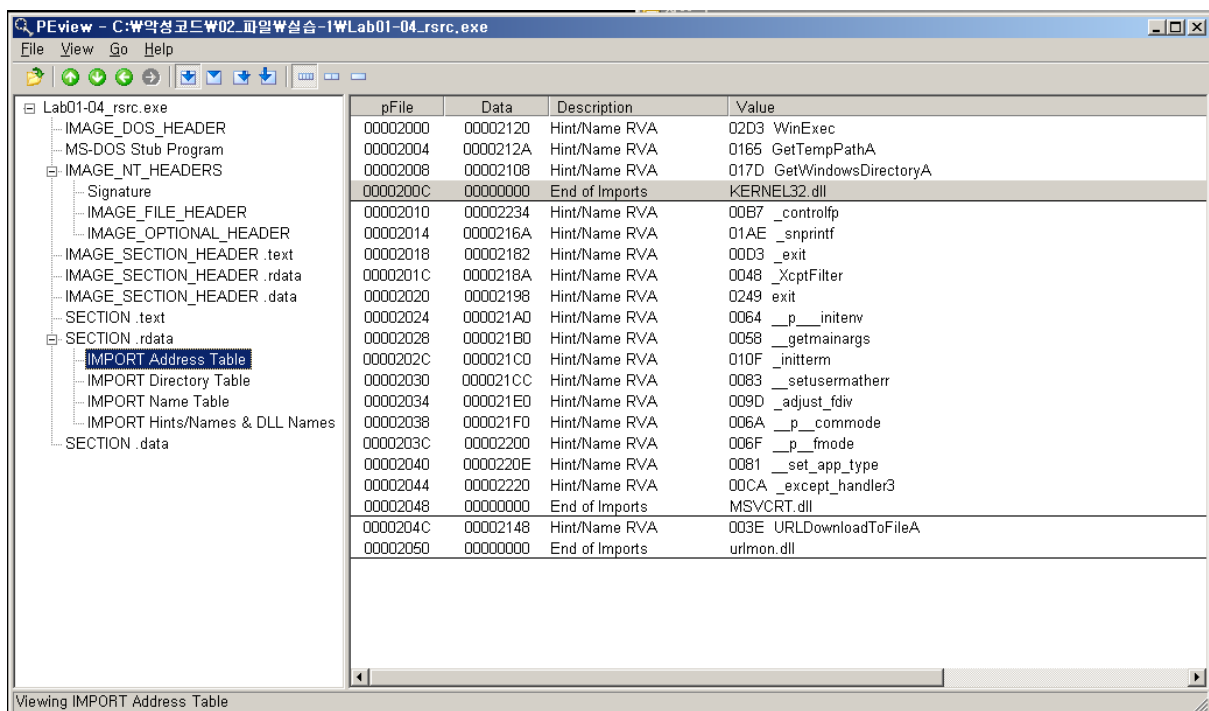 PEview - C:₩악성코드₩02_파일₩실습-1₩Lab01-04_rsrc.exe
File View Go Help
Lab01-04_rsrc.exe
IMAGE_DOS_HEADER
MS-DOS Stub Program
IMAGE_NT_HEADERS
Signature
IMAGE_FILE_HEADER
IMAGE_OPTIONAL_HEADER
IMAGE_SECTION_HEADER .text
IMAGE_SECTION_HEADER .rdata
IMAGE_SECTION_HEADER .data
SECTION .text
SECTION .rdata
IMPORT Address Table
IMPORT Directory Table
IMPORT Name Table
IMPORT Hints/Names & DLL Names
SECTION .data
pFile Data Description Value
00002000 00002120 Hint/Name RVA 02D3 WinExec
00002004 0000212A Hint/Name RVA 0165 GetTempPathA
00002008 00002108 Hint/Name RVA 017D GetWindowsDirectoryA
0000200C 00000000 End of Imports KERNEL32.dll
00002010 00002234 Hint/Name RVA 00B7 _controlfp
00002014 0000216A Hint/Name RVA 01AE _snprintf
00002018 00002182 Hint/Name RVA 00D3 _exit
0000201C 0000218A Hint/Name RVA 0048 _XcptFilter
00002020 00002198 Hint/Name RVA 0249 exit
00002024 000021A0 Hint/Name RVA 0064 __p___initenv
00002028 000021B0 Hint/Name RVA 0058 __getmainargs
0000202C 000021C0 Hint/Name RVA 010F _initterm
00002030 000021CC Hint/Name RVA 0083 __setusermatherr
00002034 000021E0 Hint/Name RVA 009D _adjust_fdiv
00002038 000021F0 Hint/Name RVA 006A __p__commode
0000203C 00002200 Hint/Name RVA 006F __p__fmode
00002040 0000220E Hint/Name RVA 0081 __set_app_type
00002044 00002220 Hint/Name RVA 00CA _except_handler3
00002048 00000000 End of Imports MSVCRT.dll
0000204C 00002148 Hint/Name RVA 003E URLDownloadToFileA
00002050 00000000 End of Imports urlmon.dll
Viewing IMPORT Address Table